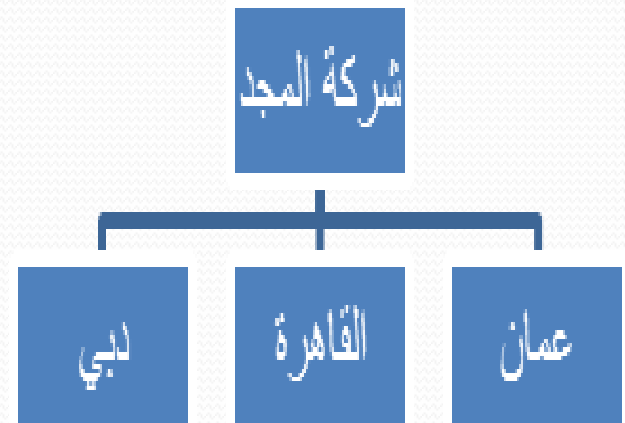 شركة المجد
عمان
القاهرة
دبي